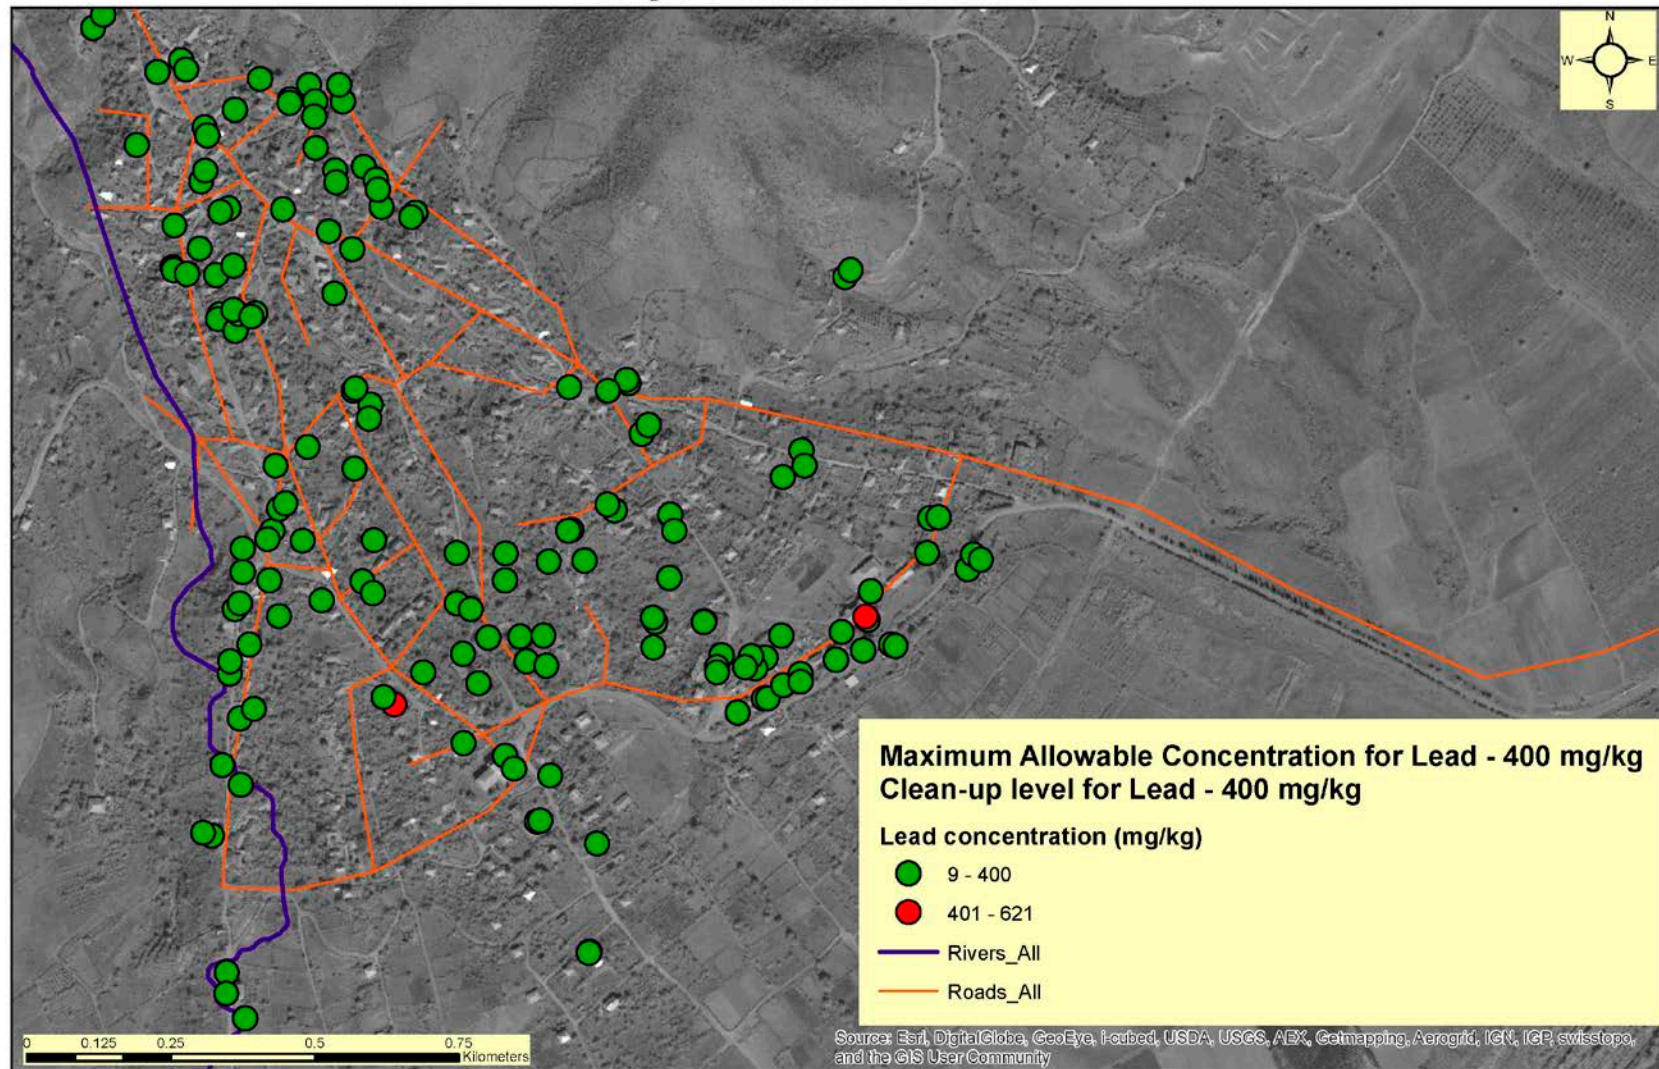 N
W E
S
Maximum Allowable Concentration for Lead - 400 mg/kg
Clean-up level for Lead - 400 mg/kg
Lead concentration (mg/kg)
9 - 400
401 - 621
Rivers_All
Roads_All
0 0.125 0.25 0.5 0.75
Kilometers
Source: Esri, DigitalGlobe, GeoEye, i-cubed, USDA, USGS, AEX, Getmapping, Aerogrid, IGN, IGP, swisstopo,
and the GIS User Community